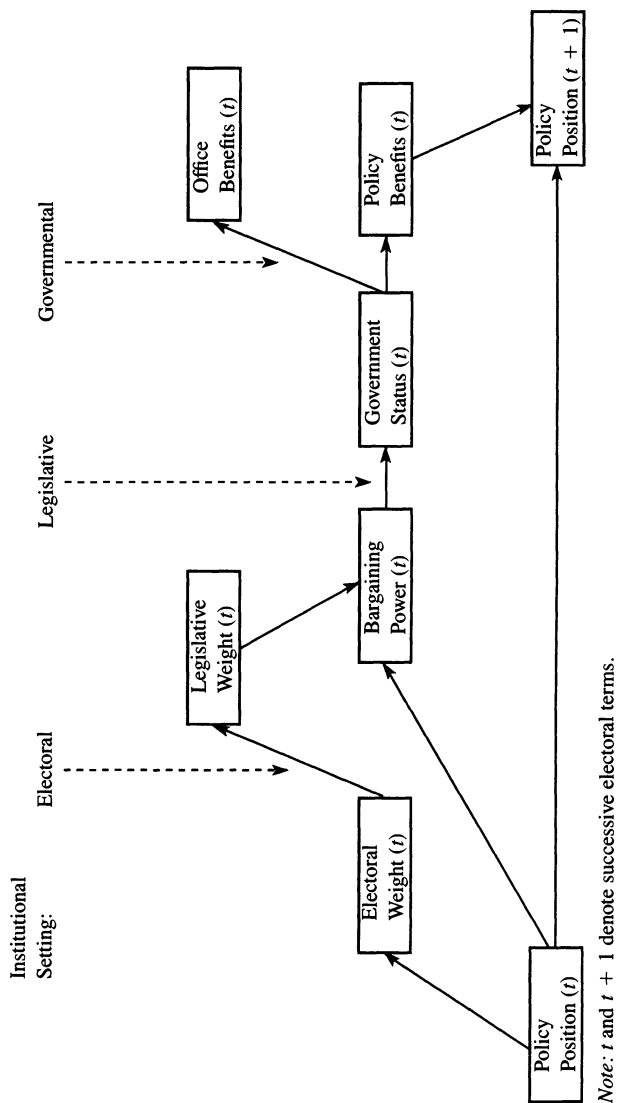 Institutional
Setting:
Electoral
Legislative
Governmental
Legislative
Weight (t)
Office
Benefits (t)
Electoral
Weight (t)
Bargaining
Power (t)
Government
Status (t)
Policy
Benefits (t)
Policy
Position (t)
Policy
Position (t + 1)
Note: t and t + 1 denote successive electoral terms.